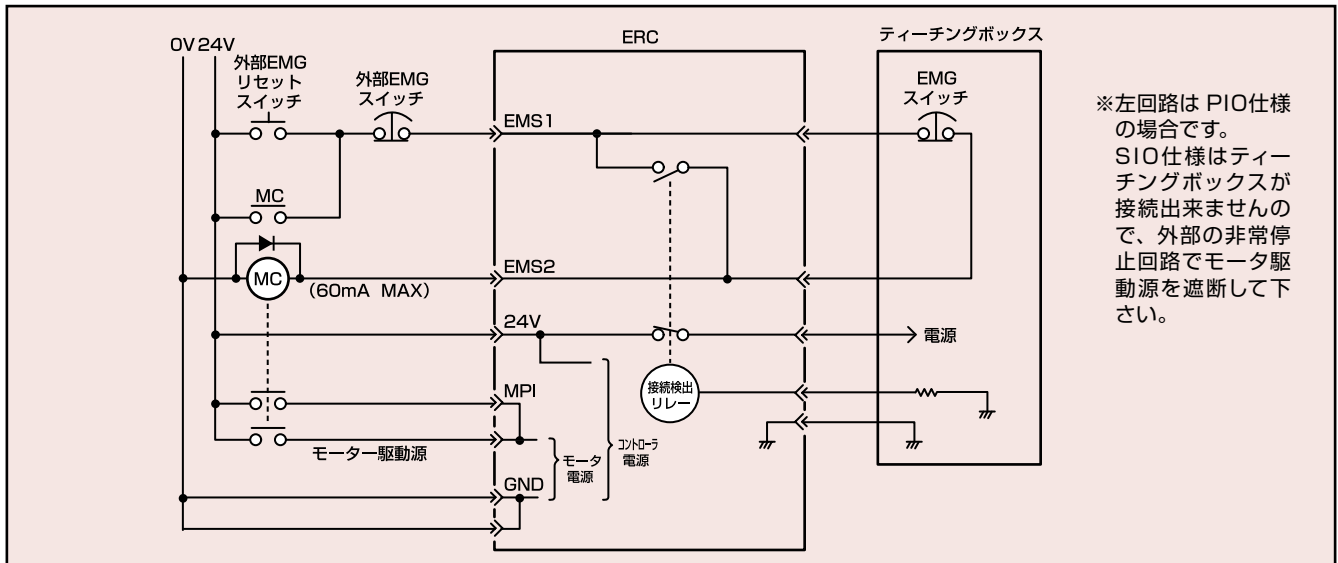 0V 24V
外部EMG
リセット
スイッチ
外部EMG
スイッチ
ERC
ティーチングボックス
EMG
スイッチ
EMS1
MC
MC
(60mA MAX)
EMS2
24V
電源
MPI
接続検出
リレー
モーター駆動源
モータ
電源
コントローラ
電源
GND
※左回路は PIO仕様
の場合です。
SIO仕様はティー
チングボックスが
接続出来ませんの
で、外部の非常停
止回路でモータ駆
動源を遮断して下
さい。